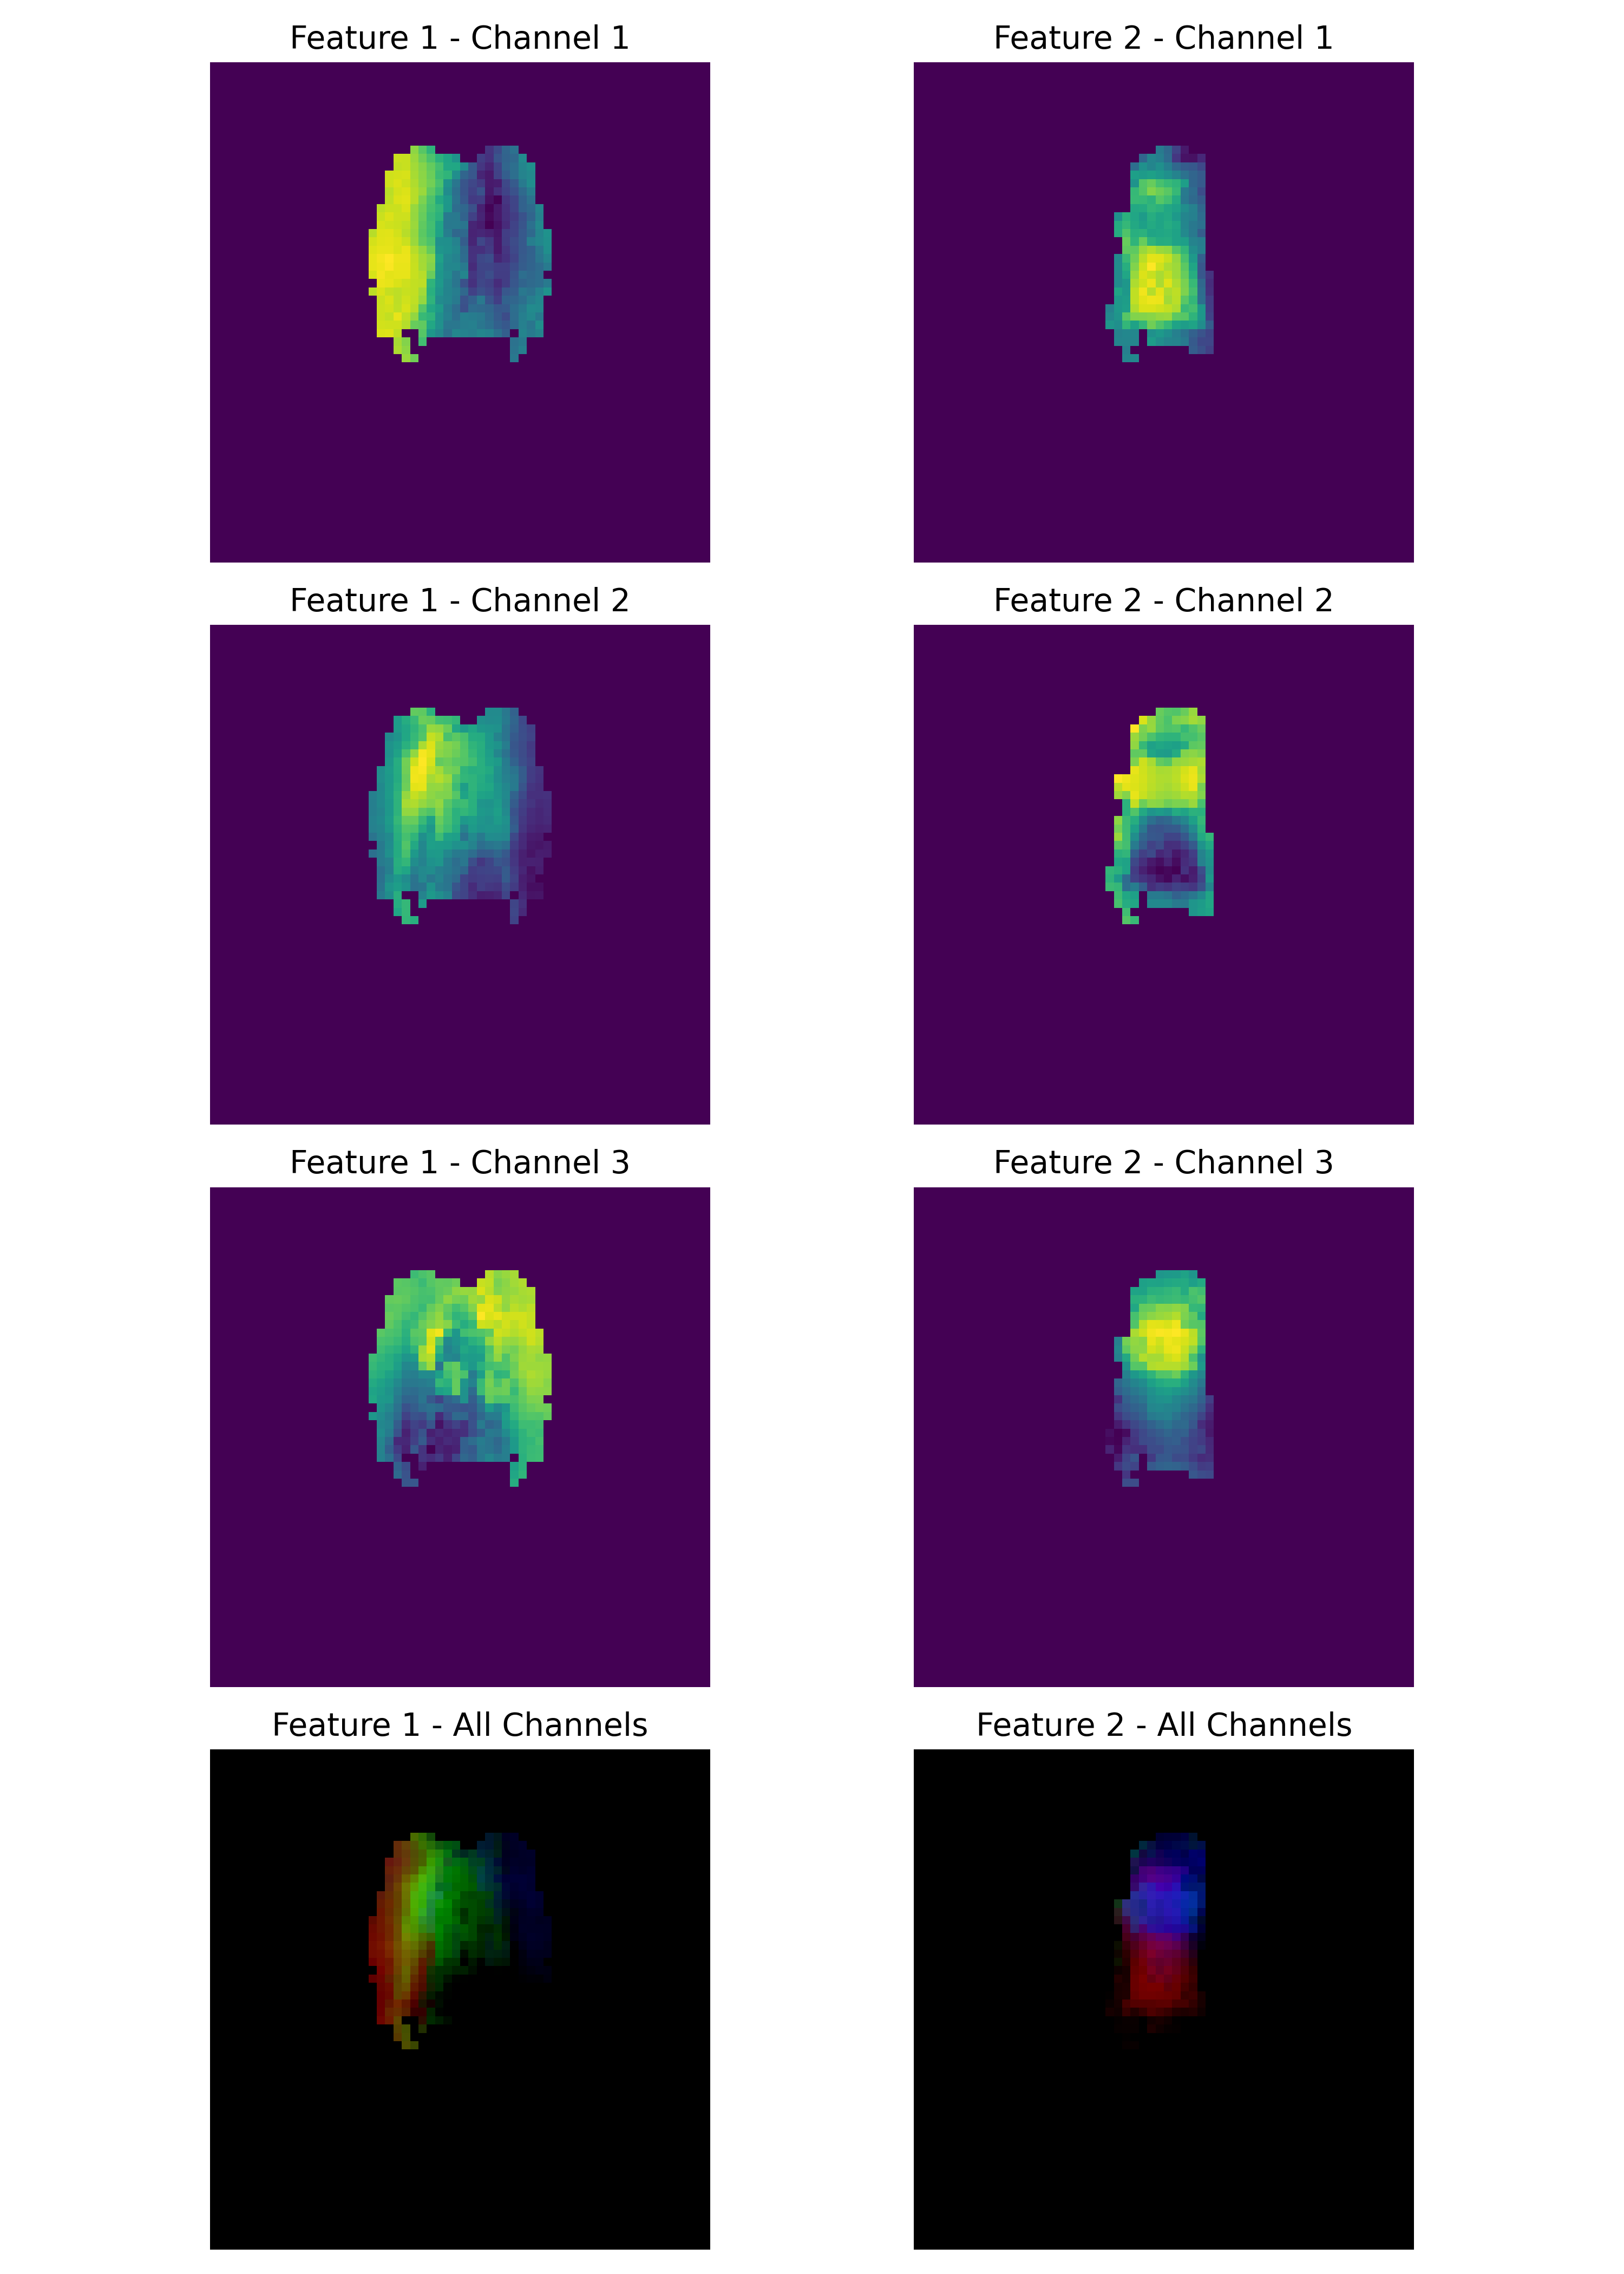 Feature 1 - Channel 1
Feature 2 - Channel 1
Feature 1 - Channel 2
Feature 2 - Channel 2
Feature 1 - Channel 3
Feature 2 - Channel 3
Feature 1 - All Channels
Feature 2 - All Channels